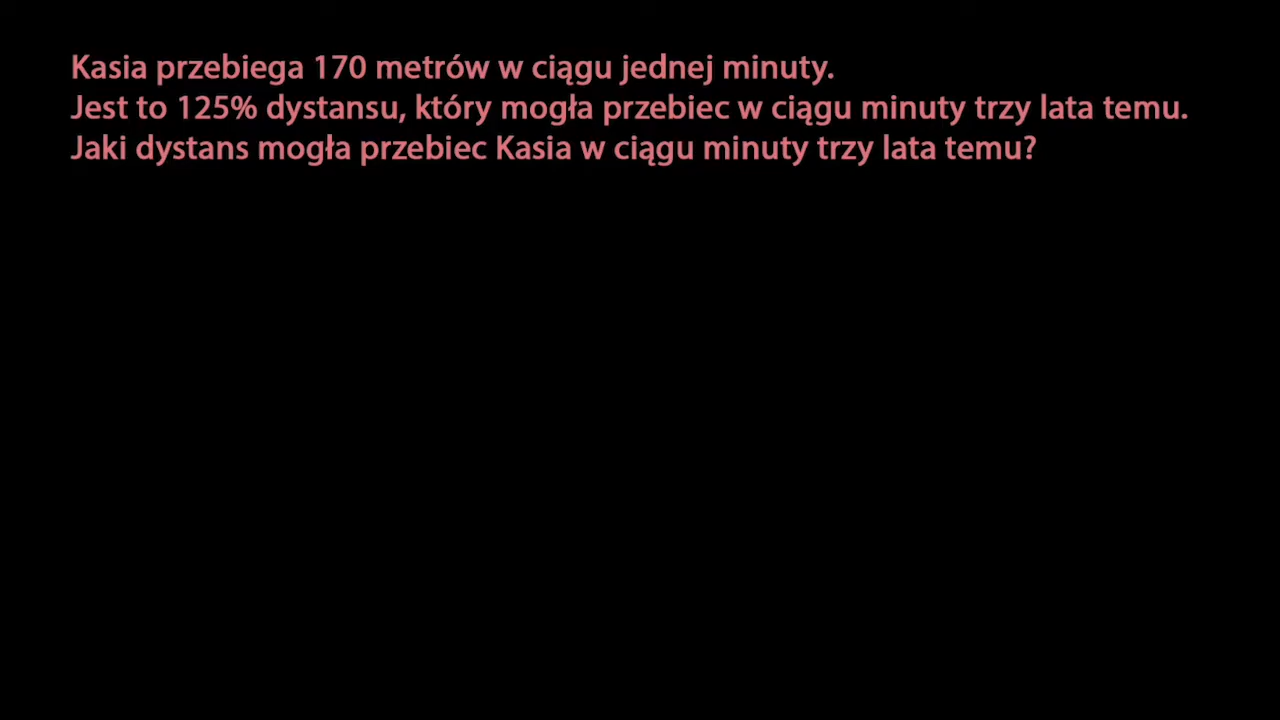 Kasia przebiega 170 metrów w ciągu jednej minuty.
Jest to 125% dystansu, który mogła przebiec w ciągu minuty trzy lata temu.
Jaki dystans mogła przebiec Kasia w ciągu minuty trzy lata temu?